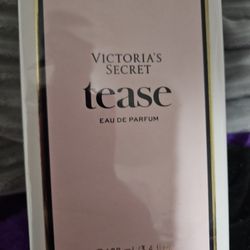 VICTORIA'S
SECRET
tease
EAU DE PARFUM